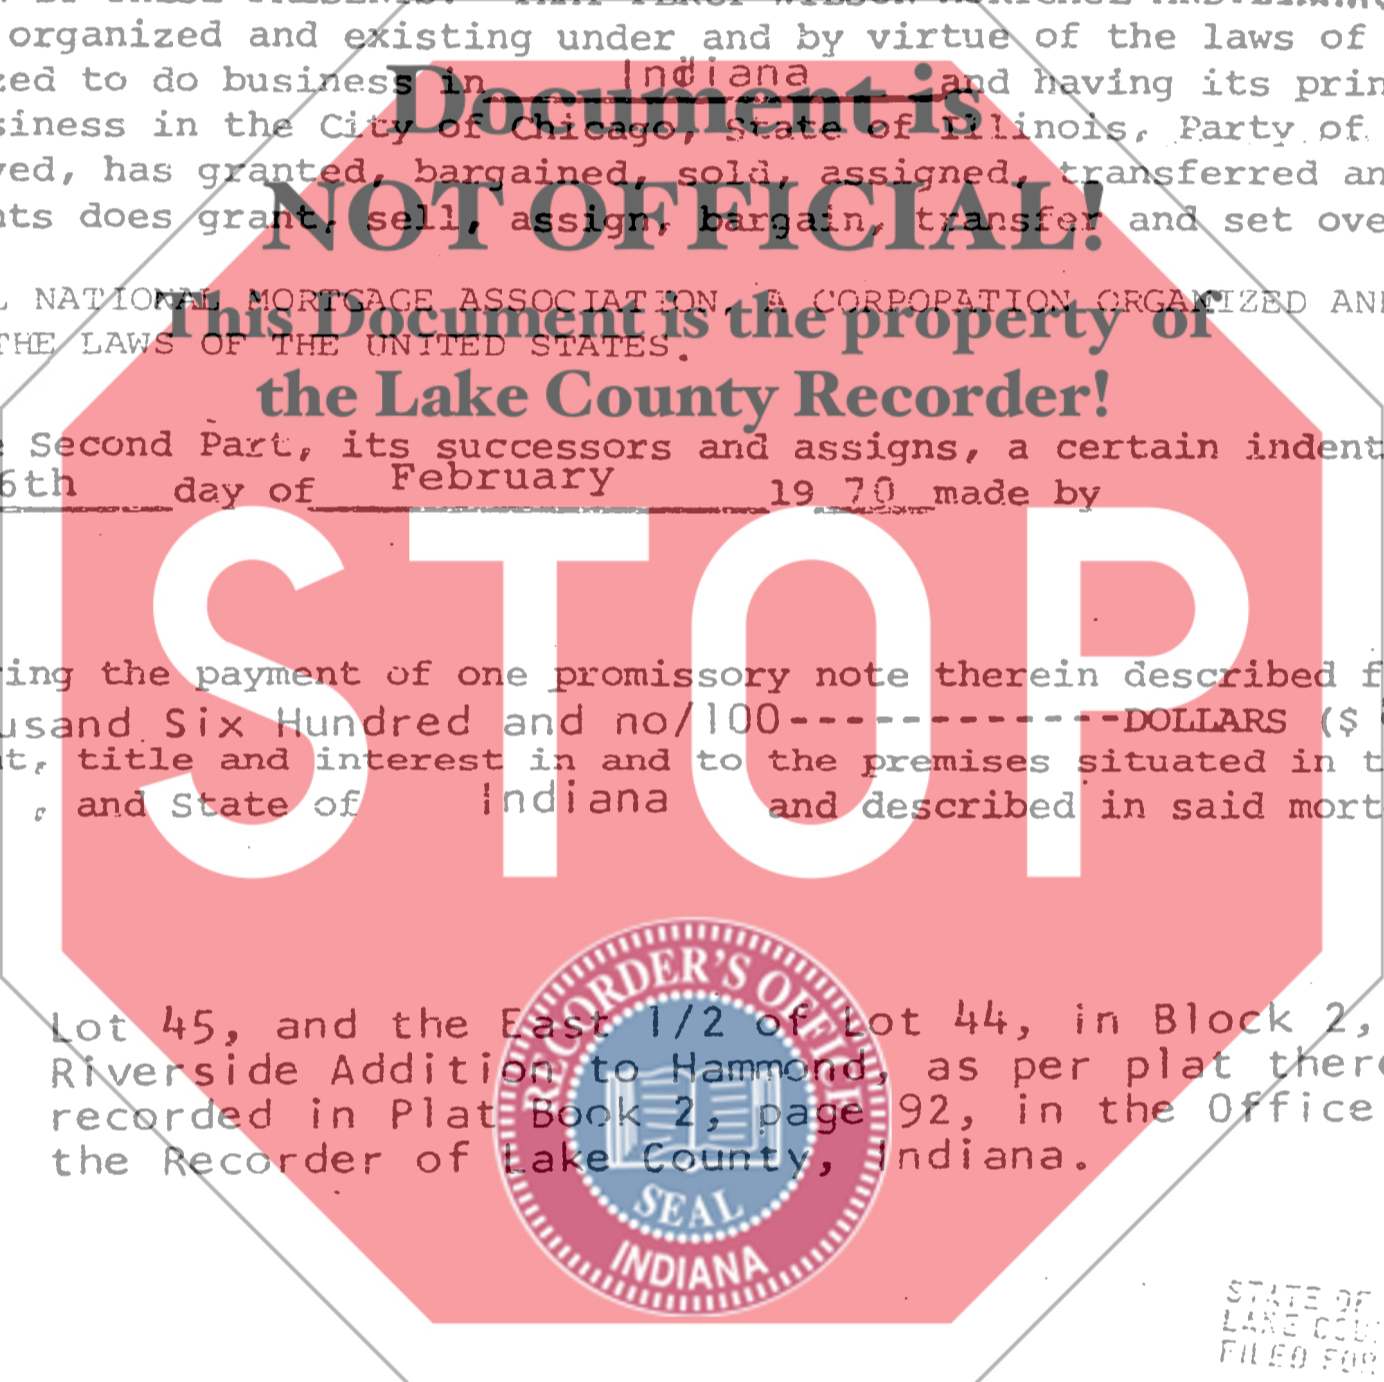 organized and existing under and by virtue of the laws of
zed to do business in Indiana and having its prin
Document is
siness in the City of Chicago, State of Illinois, Party of
ved, has granted, bargained, sold, assigned, transferred an
NOT OFFICIAL!
nts does grant, sell, assign, bargain, transfer and set ove
L NATIONAL MORTGAGE ASSOCIATION, A CORPOPATION ORGANIZED AN
This Document is the property of
THE LAWS OF THE UNITED STATES.
the Lake County Recorder!
e Second Part, its successors and assigns, a certain indent
6th day of February 19 70 made by
STOP
ring the payment of one promissory note therein described f
usand Six Hundred and no/100-------------DOLLARS ($
t, title and interest in and to the premises situated in t
, and State of Indiana and described in said mort
RECORDER'S OFFICE
Lot 45, and the East 1/2 of Lot 44, in Block 2,
Riverside Addition to Hammond, as per plat there
recorded in Plat Book 2, page 92, in the Office
the Recorder of Lake County, Indiana.
SEAL
INDIANA
STATE OF
LAKE COU
FILED FOR